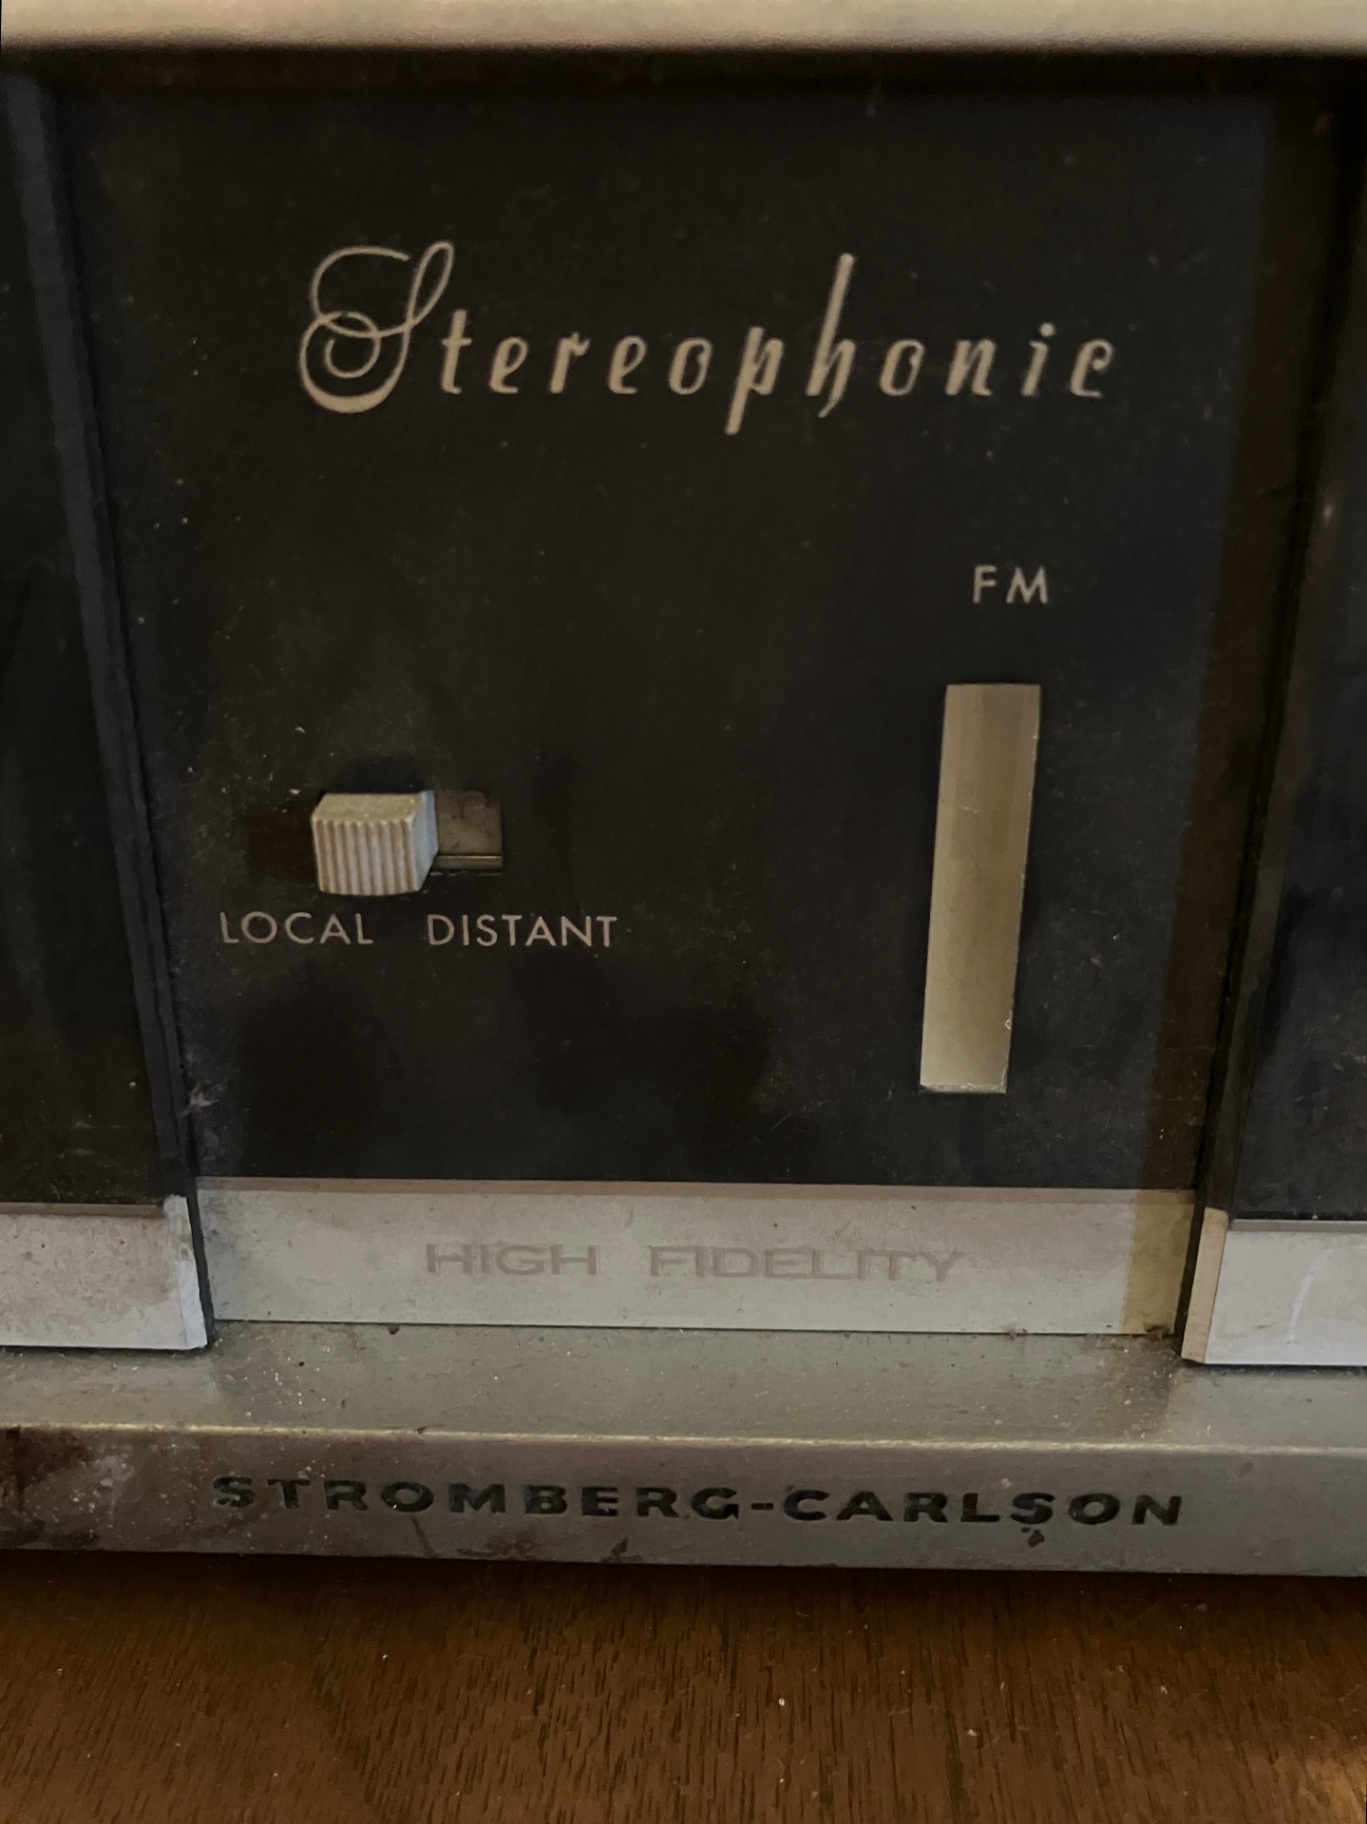 Stereophonic
FM
LOCAL DISTANT
HIGH FIDELITY
STROMBERG-CARLSON